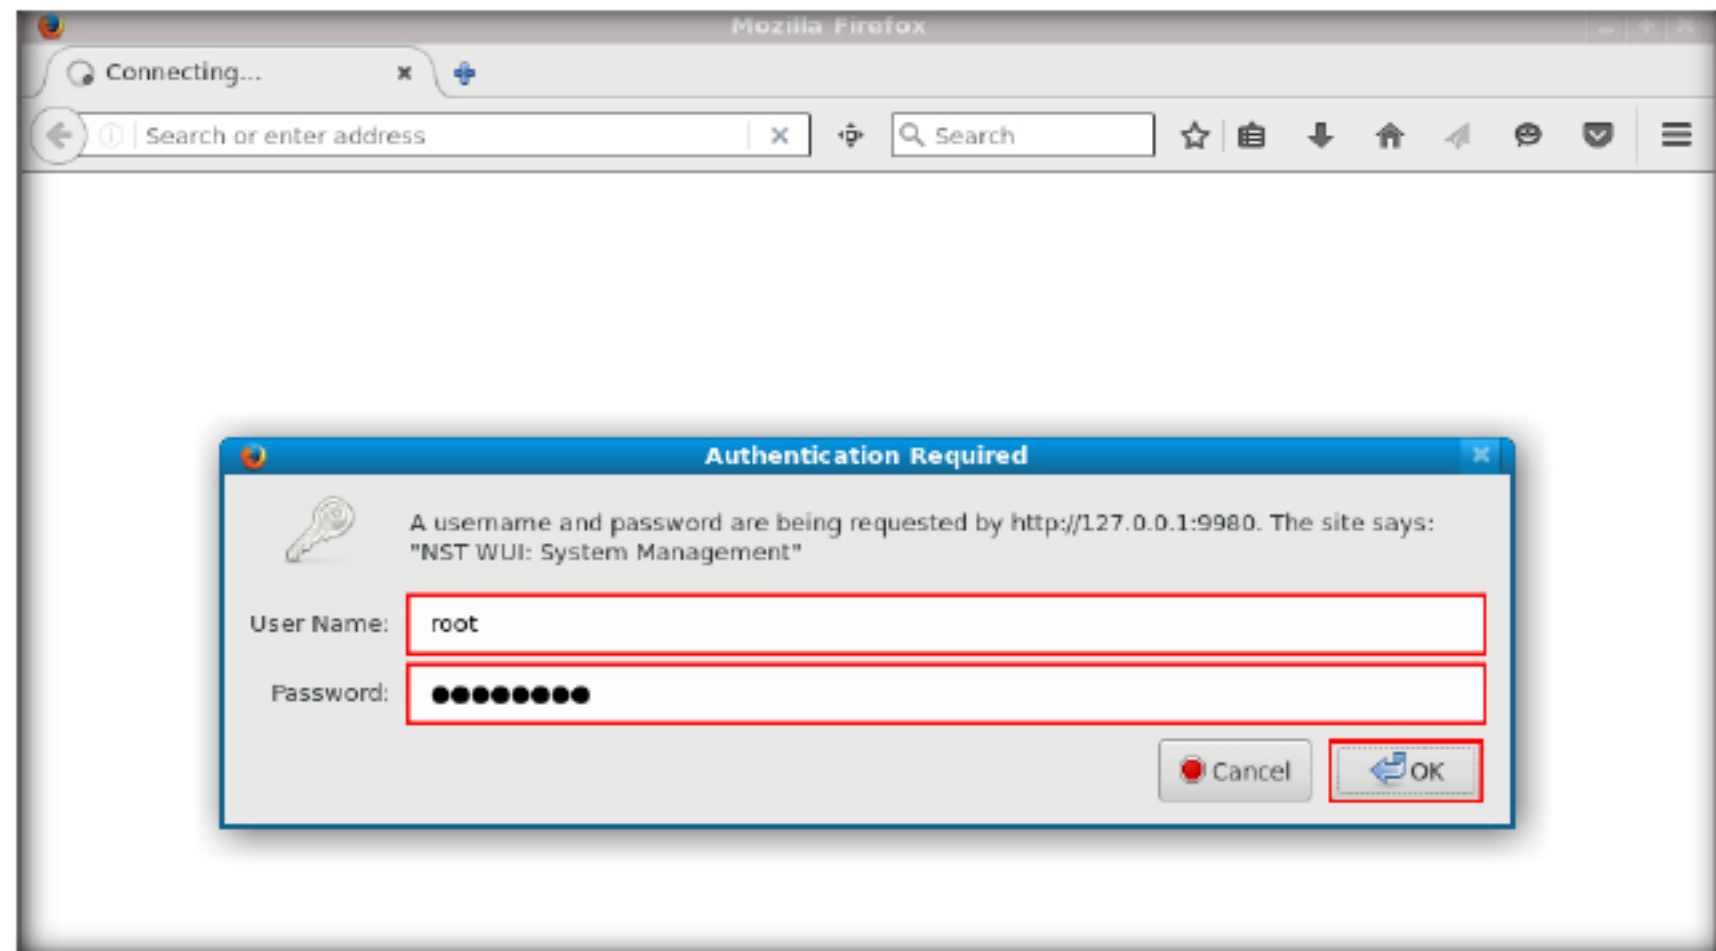 Mozilla Firefox
Connecting...
Search or enter address
Search
Authentication Required
A username and password are being requested by http://127.0.0.1:9980. The site says:
"NST WUI: System Management"
User Name: root
Password: ●●●●●●●●
Cancel OK